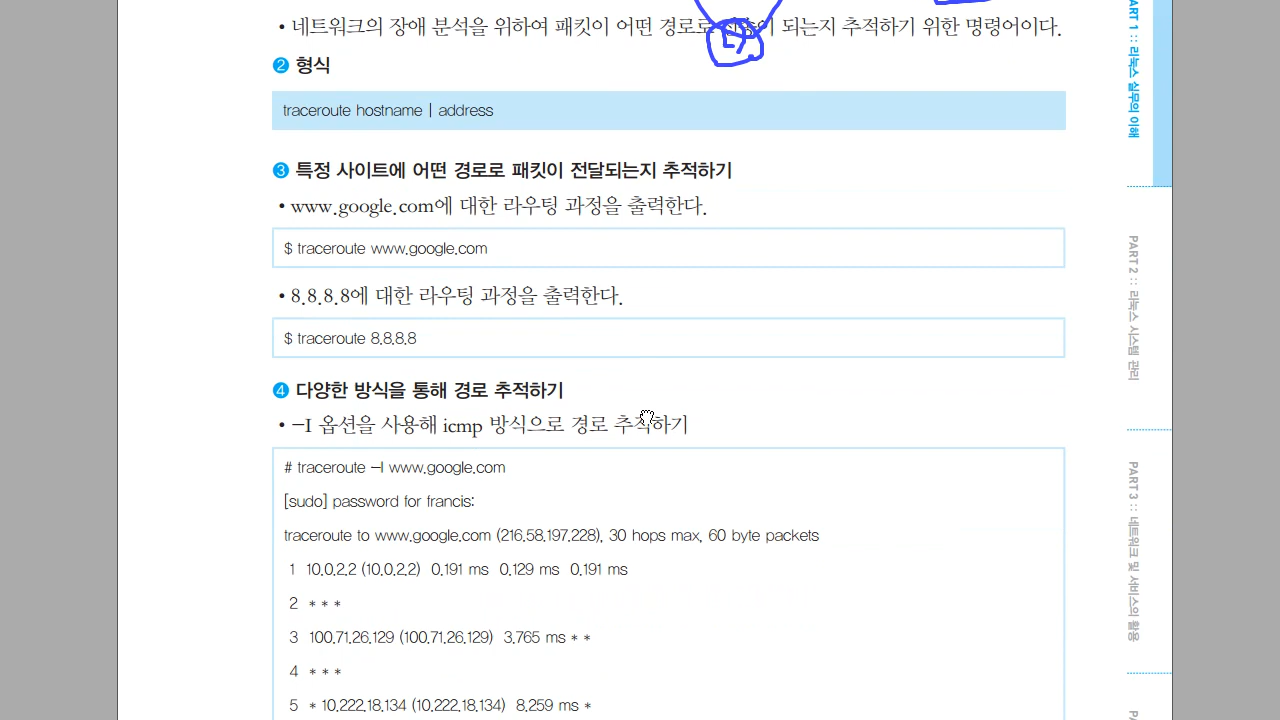 • 네트워크의 장애 분석을 위하여 패킷이 어떤 경로로 되는지 추적하기 위한 명령어이다.
2 형식
traceroute hostname | address
3 특정 사이트에 어떤 경로로 패킷이 전달되는지 추적하기
• www.google.com에 대한 라우팅 과정을 출력한다.
$ traceroute www.google.com
• 8.8.8.8에 대한 라우팅 과정을 출력한다.
$ traceroute 8.8.8.8
4 다양한 방식을 통해 경로 추적하기
• -I 옵션을 사용해 icmp 방식으로 경로 추적하기
# traceroute -I www.google.com
[sudo] password for francis:
traceroute to www.google.com (216.58.197.228), 30 hops max, 60 byte packets
1 10.0.2.2 (10.0.2.2) 0.191 ms 0.129 ms 0.191 ms
2 * * *
3 100.71.26.129 (100.71.26.129) 3.765 ms * *
4 * * *
5 * 10.222.18.134 (10.222.18.134) 8.259 ms *
PART 1 :: 리눅스 실무의 이해
PART 2 :: 리눅스 시스템 관리
PART 3 :: 네트워크 및 서비스의 활용